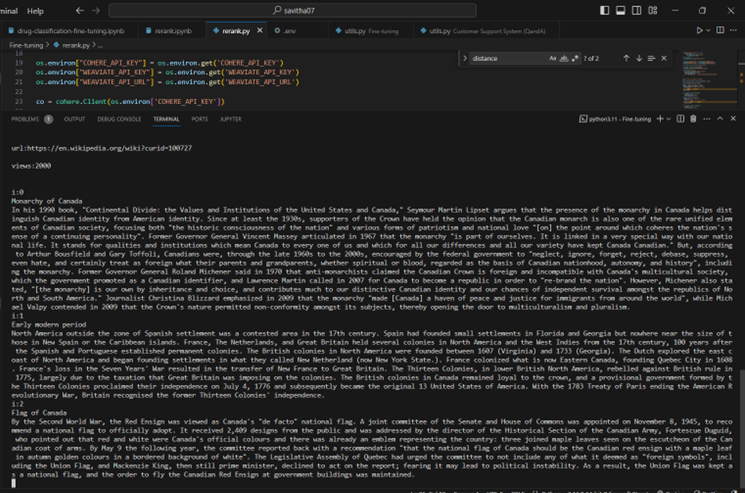 minal Help
savitha07
drug-classification-fine-tuning.ipynb rerank.ipynb rerank.py .env utils.py Fine-tuning utils.py Customer Support System (QandA)
Fine-tuning > rerank.py > ...
distance
Aa ab
? of 2
18
19 os.environ["COHERE_API_KEY"] = os.environ.get('COHERE_API_KEY')
20 os.environ["WEAVIATE_API_KEY"] = os.environ.get('WEAVIATE_API_KEY')
21 os.environ["WEAVIATE_API_URL"] = os.environ.get('WEAVIATE_API_URL')
22
23 co = cohere.Client(os.environ['COHERE_API_KEY'])
PROBLEMS 1 OUTPUT DEBUG CONSOLE TERMINAL PORTS JUPYTER
python3.11 - Fine-tuning
url:https://en.wikipedia.org/wiki?curid=100727
views:2000
i:0
Monarchy of Canada
In his 1990 book, "Continental Divide: the Values and Institutions of the United States and Canada," Seymour Martin Lipset argues that the presence of the monarchy in Canada helps dist
inguish Canadian identity from American identity. Since at least the 1930s, supporters of the Crown have held the opinion that the Canadian monarch is also one of the rare unified elem
ents of Canadian society, focusing both "the historic consciousness of the nation" and various forms of patriotism and national love "[on] the point around which coheres the nation's s
ense of a continuing personality". Former Governor General Vincent Massey articulated in 1967 that the monarchy "is part of ourselves. It is linked in a very special way with our natio
nal life. It stands for qualities and institutions which mean Canada to every one of us and which for all our differences and all our variety have kept Canada Canadian." But, according
to Arthur Bousfield and Gary Toffoli, Canadians were, through the late 1960s to the 2000s, encouraged by the federal government to "neglect, ignore, forget, reject, debase, suppress,
even hate, and certainly treat as foreign what their parents and grandparents, whether spiritual or blood, regarded as the basis of Canadian nationhood, autonomy, and history", includi
ng the monarchy. Former Governor General Roland Michener said in 1970 that anti-monarchists claimed the Canadian Crown is foreign and incompatible with Canada's multicultural society,
which the government promoted as a Canadian identifier, and Lawrence Martin called in 2007 for Canada to become a republic in order to "re-brand the nation". However, Michener also sta
ted, "[the monarchy] is our own by inheritance and choice, and contributes much to our distinctive Canadian identity and our chances of independent survival amongst the republics of No
rth and South America." Journalist Christina Blizzard emphasized in 2009 that the monarchy "made [Canada] a haven of peace and justice for immigrants from around the world", while Mich
ael Valpy contended in 2009 that the Crown's nature permitted non-conformity amongst its subjects, thereby opening the door to multiculturalism and pluralism.
i:1
Early modern period
North America outside the zone of Spanish settlement was a contested area in the 17th century. Spain had founded small settlements in Florida and Georgia but nowhere near the size of t
hose in New Spain or the Caribbean islands. France, The Netherlands, and Great Britain held several colonies in North America and the West Indies from the 17th century, 100 years after
the Spanish and Portuguese established permanent colonies. The British colonies in North America were founded between 1607 (Virginia) and 1733 (Georgia). The Dutch explored the east c
oast of North America and began founding settlements in what they called New Netherland (now New York State.). France colonized what is now Eastern Canada, founding Quebec City in 1608
. France's loss in the Seven Years' War resulted in the transfer of New France to Great Britain. The Thirteen Colonies, in lower British North America, rebelled against British rule in
1775, largely due to the taxation that Great Britain was imposing on the colonies. The British colonies in Canada remained loyal to the crown, and a provisional government formed by t
he Thirteen Colonies proclaimed their independence on July 4, 1776 and subsequently became the original 13 United States of America. With the 1783 Treaty of Paris ending the American R
evolutionary War, Britain recognised the former Thirteen Colonies' independence.
i:2
Flag of Canada
By the Second World War, the Red Ensign was viewed as Canada's "de facto" national flag. A joint committee of the Senate and House of Commons was appointed on November 8, 1945, to reco
mmend a national flag to officially adopt. It received 2,409 designs from the public and was addressed by the director of the Historical Section of the Canadian Army, Fortescue Duguid,
who pointed out that red and white were Canada's official colours and there was already an emblem representing the country: three joined maple leaves seen on the escutcheon of the Can
adian coat of arms. By May 9 the following year, the committee reported back with a recommendation "that the national flag of Canada should be the Canadian red ensign with a maple leaf
in autumn golden colours in a bordered background of white". The Legislative Assembly of Quebec had urged the committee to not include any of what it deemed as "foreign symbols", incl
uding the Union Flag, and Mackenzie King, then still prime minister, declined to act on the report; fearing it may lead to political instability. As a result, the Union Flag was kept a
s a national flag, and the order to fly the Canadian Red Ensign at government buildings was maintained.